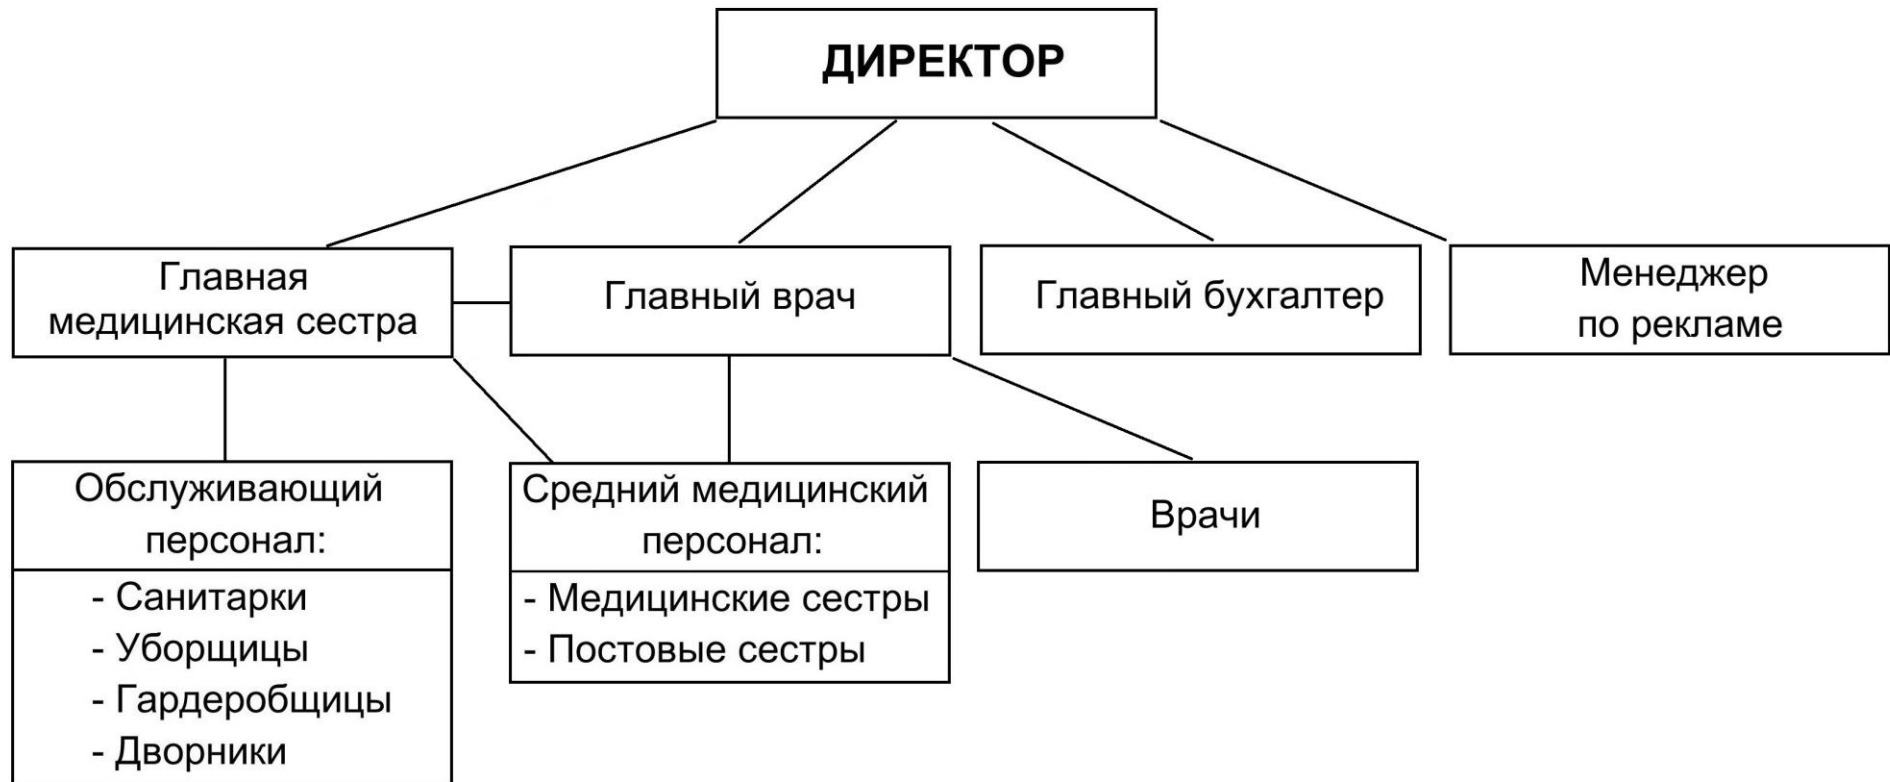 ДИРЕКТОР
Главная
медицинская сестра
Главный врач
Главный бухгалтер
Менеджер
по рекламе
Обслуживающий
персонал:
- Санитарки
- Уборщицы
- Гардеробщицы
- Дворники
Средний медицинский
персонал:
- Медицинские сестры
- Постовые сестры
Врачи